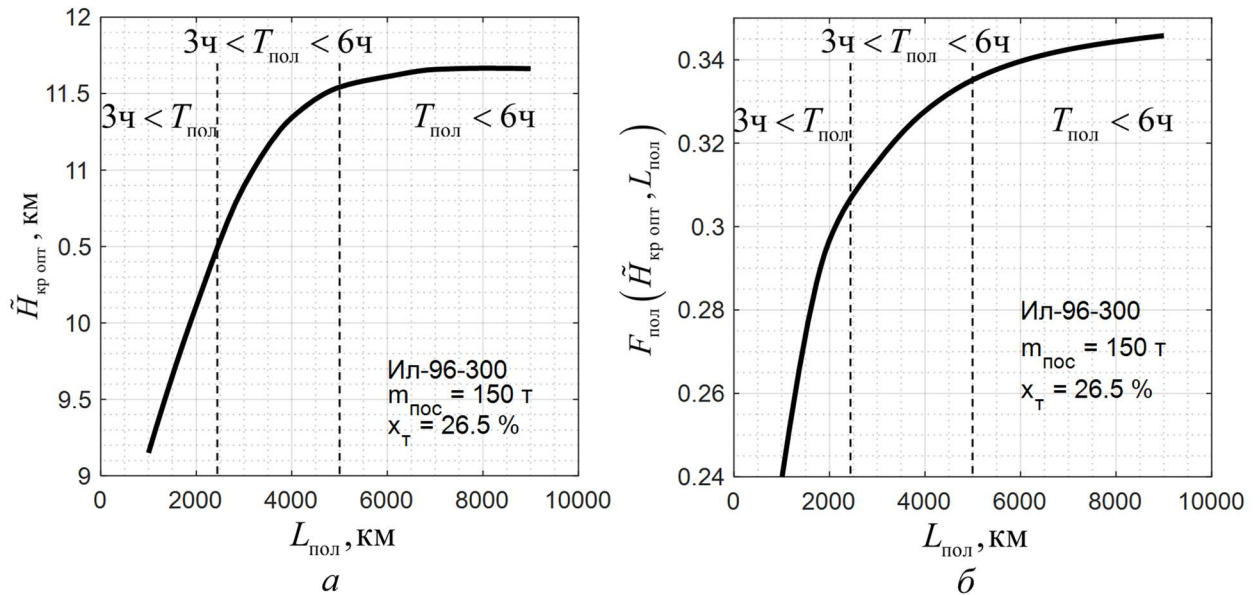 12
11.5
11
0.5
10
9.5
9
H̃кр опт, км
3ч < Tпол < 6ч
3ч < Tпол
Tпол < 6ч
Ил-96-300
mпос = 150 т
xт = 26.5 %
0 2000 4000 6000 8000 10000
Lпол, км
а
0.34
0.32
0.3
0.28
0.26
0.24
Fпол (H̃кр опт, Lпол)
3ч < Tпол < 6ч
3ч < Tпол
Tпол < 6ч
Ил-96-300
mпос = 150 т
xт = 26.5 %
0 2000 4000 6000 8000 10000
Lпол, км
б